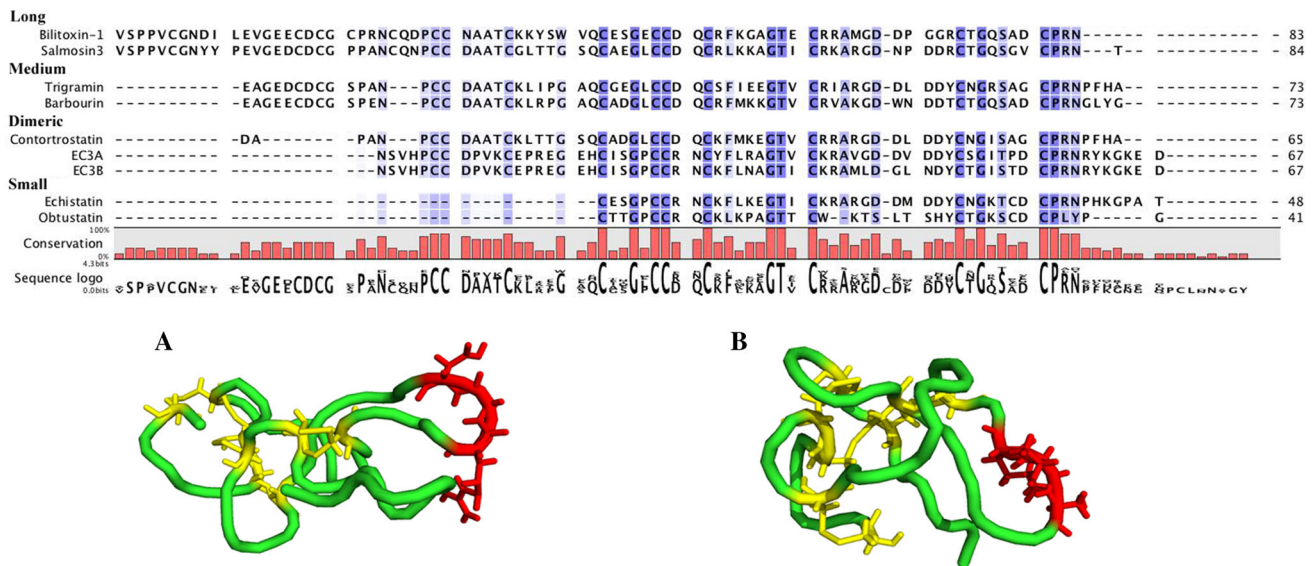 Long
Bilitoxin-1 VSPPVCGNDI LEVGEECDCG CPRNCQDPCC NAATCKKYSW VQCESGECCD QCRFKGAGTE CRRAMGD-DP GGRCTGQSAD CPRN------ ---------- 83
Salmosin3 VSPPVCGNYY PEVGEDCDCG PPANCQNPCC DAATCGLTTG SQCAEGLCCD QCRLKKAGTI CRKARGD-NP DDRCTGQSGV CPRN---T-- ---------- 84
Medium
Trigramin ---------- -EAGEDCDCG SPAN---PCC DAATCKLIPG AQCGEGLCCD QCSFIEEGTV CRIARGD-DL DDYCNGRSAG CPRNPFHA-- ---------- 73
Barbourin ---------- -EAGEECDCG SPEN---PCC DAATCKLRPG AQCADGLCCD QCRFMKKGTV CRVARGD-WN DDTCTGQSAD CPRNGLYG-- ---------- 73
Dimeric
Contortrostatin ---------- -DA------- PAN---PCC DAATCKLTTG SQCADGLCCD QCKFMKEGTV CRRARGD-DL DDYCNGISAG CPRNPFHA-- ---------- 65
EC3A ---------- ---------- --NSVHPCC DPVKCEPREG EHCISGPCCR NCYFLRAGTV CKRAVGD-DV DDYCSGITPD CPRNRYKGKE D--------- 67
EC3B ---------- ---------- --NSVHPCC DPVKCEPREG EHCISGPCCR NCKFLNAGTI CKRAMLD-GL NDYCTGISTD CPRNRYKGKE D--------- 67
Small
Echistatin ---------- ---------- ---------- ---------- --CESGPCCR NCKFLKEGTI CKRARGD-DM DDYCNGKTCD CPRNPHKGPA T--------- 48
Obtustatin ---------- ---------- ---------- ---------- --CTTGPCCR QCKLKPAGTT CW-KTS-LT SHYCTGKSCD CPLYP----- G--------- 41
100%
Conservation
0%
4.3bits
Sequence logo
0.0bits
A B